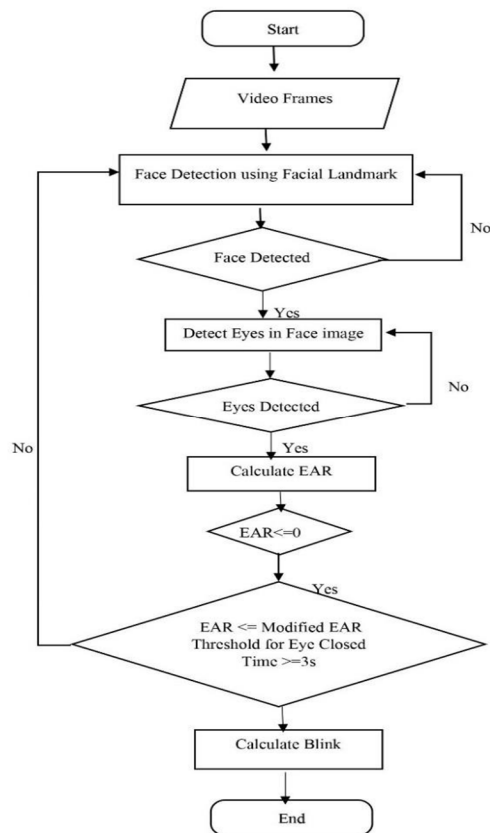 Start
Video Frames
Face Detection using Facial Landmark
No
Face Detected
Yes
Detect Eyes in Face image
No
Eyes Detected
No
Yes
Calculate EAR
EAR<=0
Yes
EAR <= Modified EAR
Threshold for Eye Closed
Time >=3s
Calculate Blink
End